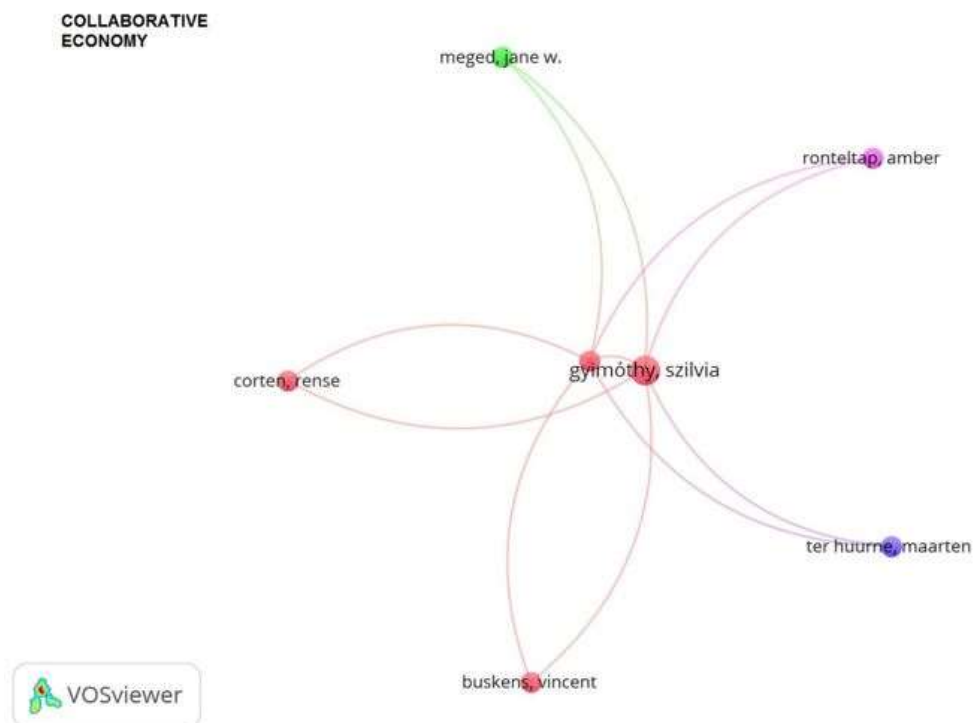 COLLABORATIVE
ECONOMY
meged, jane w.
ronteltap, amber
gyimóthy, szilvia
corten, rense
ter huurne, maarten
buskens, vincent
VOSviewer